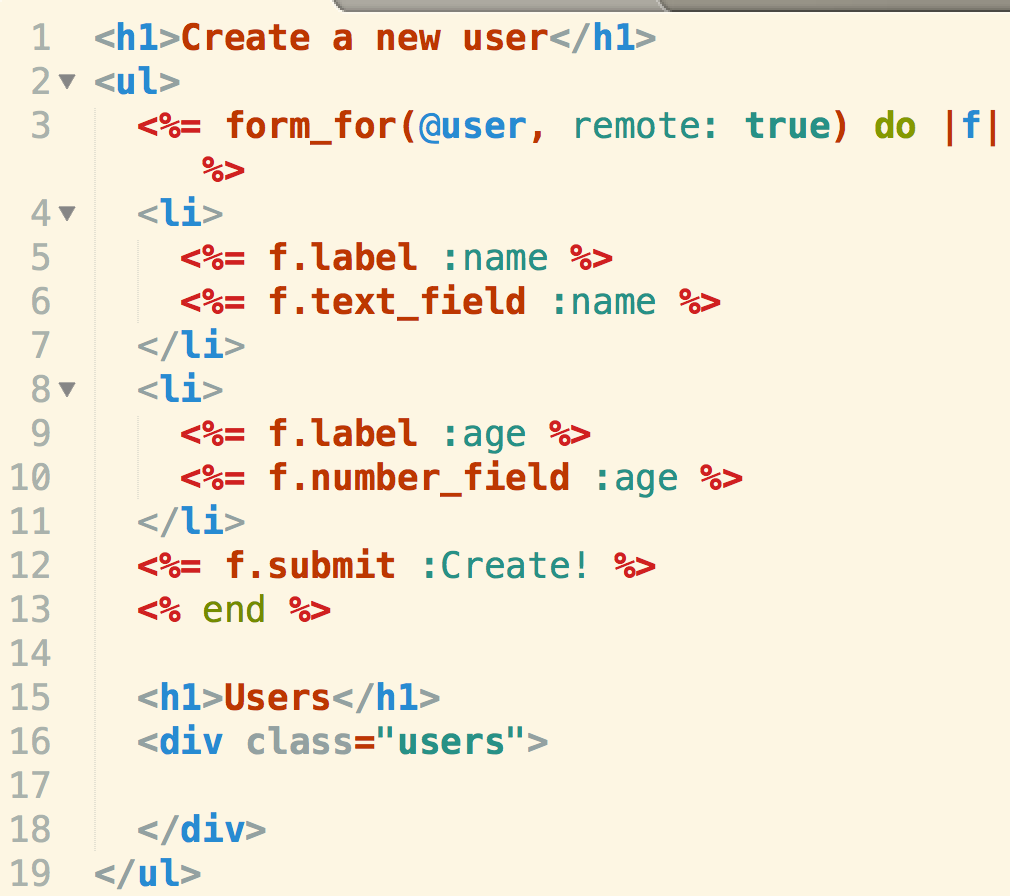 1 <h1>Create a new user</h1>
2 <ul>
3 <%= form_for(@user, remote: true) do |f|
%>
4 <li>
5 <%= f.label :name %>
6 <%= f.text_field :name %>
7 </li>
8 <li>
9 <%= f.label :age %>
10 <%= f.number_field :age %>
11 </li>
12 <%= f.submit :Create! %>
13 <% end %>
14
15 <h1>Users</h1>
16 <div class="users">
17
18 </div>
19 </ul>